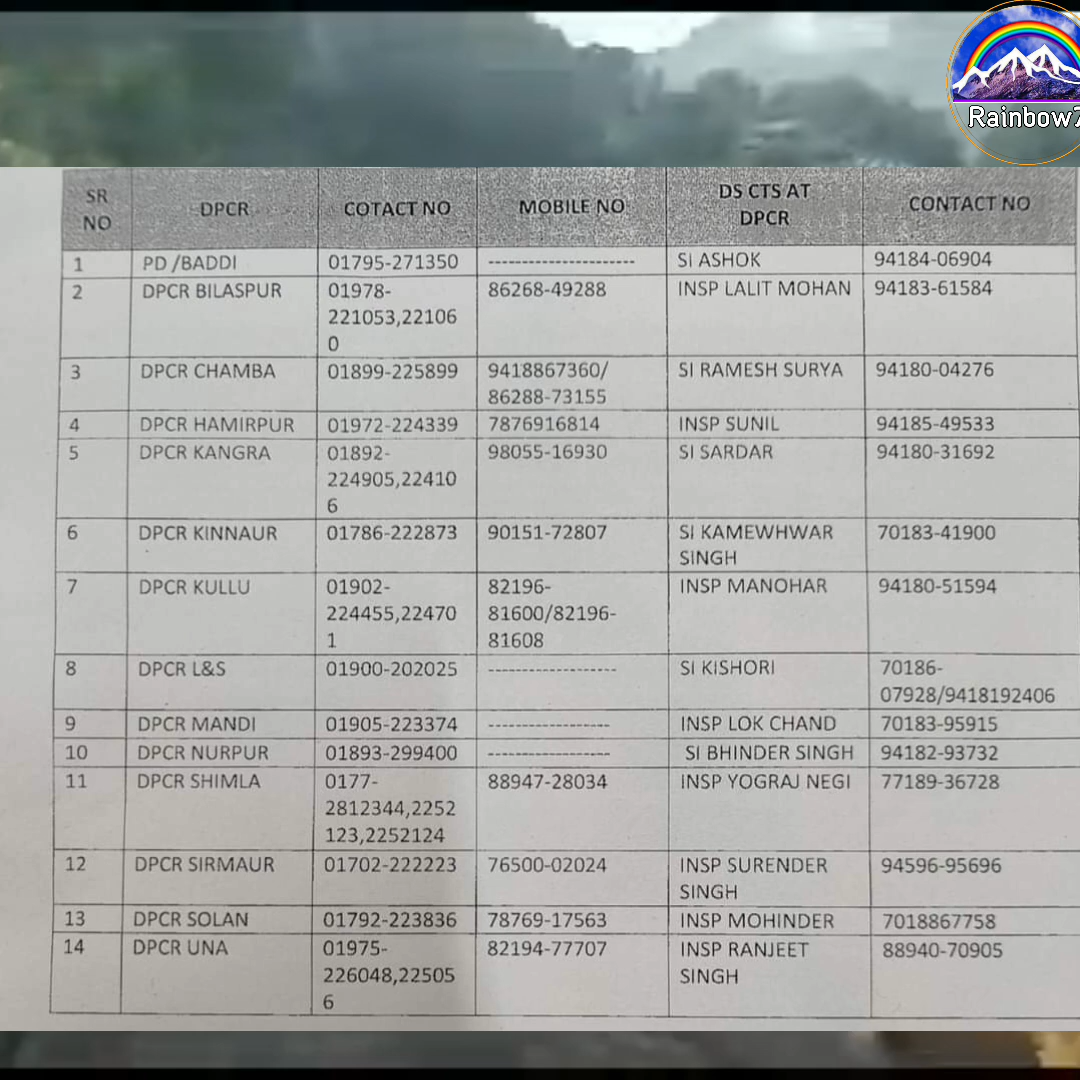 Rainbow7
SR NO | DPCR | COTACT NO | MOBILE NO | DS CTS AT DPCR | CONTACT NO
1 | PD /BADDI | 01795-271350 | ---------------------- | SI ASHOK | 94184-06904
2 | DPCR BILASPUR | 01978-221053,221060 | 86268-49288 | INSP LALIT MOHAN | 94183-61584
3 | DPCR CHAMBA | 01899-225899 | 9418867360/ 86288-73155 | SI RAMESH SURYA | 94180-04276
4 | DPCR HAMIRPUR | 01972-224339 | 7876916814 | INSP SUNIL | 94185-49533
5 | DPCR KANGRA | 01892-224905,224106 | 98055-16930 | SI SARDAR | 94180-31692
6 | DPCR KINNAUR | 01786-222873 | 90151-72807 | SI KAMEWHWAR SINGH | 70183-41900
7 | DPCR KULLU | 01902-224455,224701 | 82196-81600/82196-81608 | INSP MANOHAR | 94180-51594
8 | DPCR L&S | 01900-202025 | ------------------- | SI KISHORI | 70186-07928/9418192406
9 | DPCR MANDI | 01905-223374 | ------------------ | INSP LOK CHAND | 70183-95915
10 | DPCR NURPUR | 01893-299400 | ------------------ | SI BHINDER SINGH | 94182-93732
11 | DPCR SHIMLA | 0177-2812344,2252123,2252124 | 88947-28034 | INSP YOGRAJ NEGI | 77189-36728
12 | DPCR SIRMAUR | 01702-222223 | 76500-02024 | INSP SURENDER SINGH | 94596-95696
13 | DPCR SOLAN | 01792-223836 | 78769-17563 | INSP MOHINDER | 7018867758
14 | DPCR UNA | 01975-226048,225056 | 82194-77707 | INSP RANJEET SINGH | 88940-70905